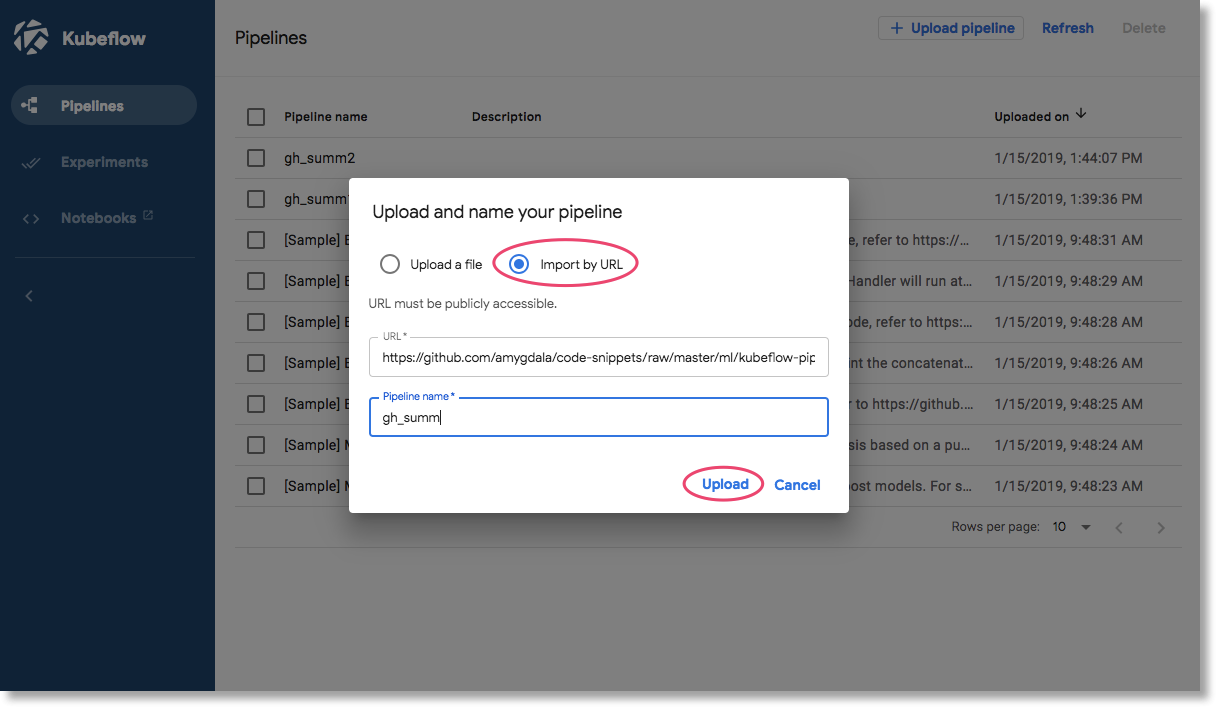 Kubeflow
Pipelines
Experiments
Notebooks
Pipelines
+ Upload pipeline Refresh Delete
Pipeline name Description Uploaded on
gh_summ2 1/15/2019, 1:44:07 PM
gh_summ 1/15/2019, 1:39:36 PM
[Sample] e, refer to https://... 1/15/2019, 9:48:31 AM
[Sample] Handler will run at... 1/15/2019, 9:48:29 AM
[Sample] ode, refer to https:... 1/15/2019, 9:48:28 AM
[Sample] int the concatenat... 1/15/2019, 9:48:26 AM
[Sample] r to https://github.... 1/15/2019, 9:48:25 AM
[Sample] sis based on a pu... 1/15/2019, 9:48:24 AM
[Sample] ost models. For s... 1/15/2019, 9:48:23 AM
Rows per page: 10
Upload and name your pipeline
Upload a file Import by URL
URL must be publicly accessible.
URL*
https://github.com/amygdala/code-snippets/raw/master/ml/kubeflow-pip
Pipeline name*
gh_summ
Upload Cancel